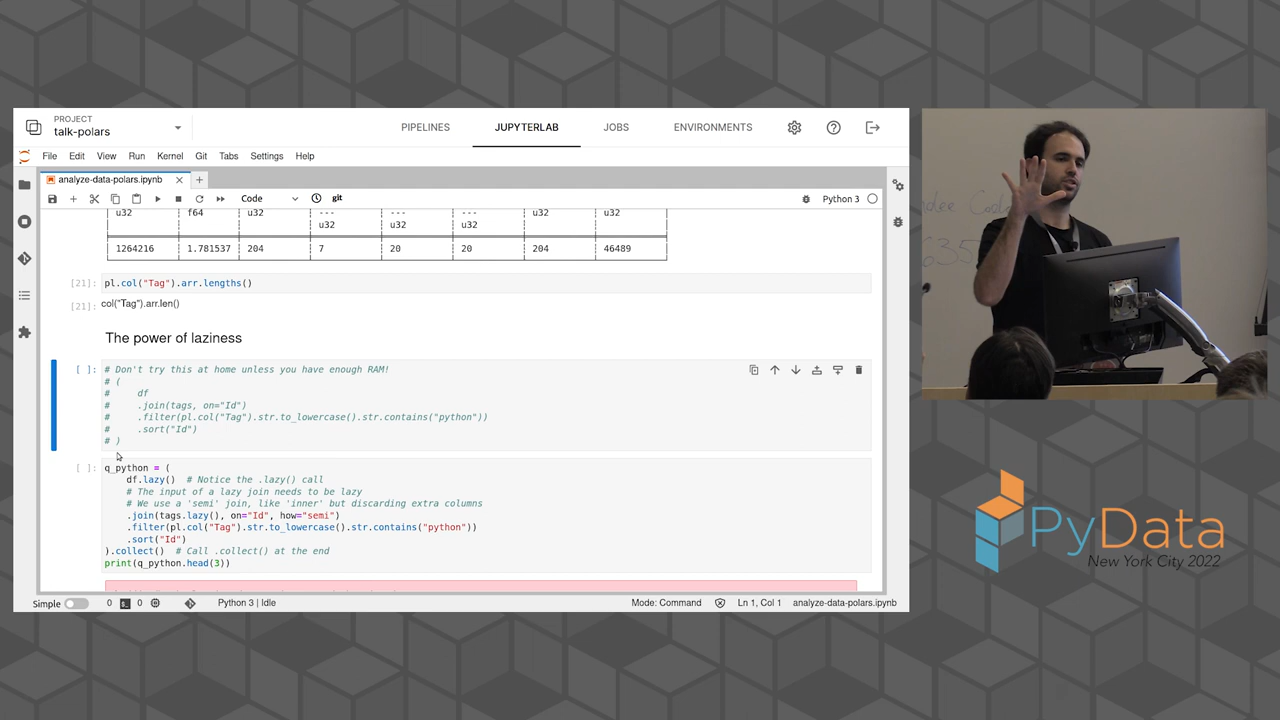 PROJECT
talk-polars
PIPELINES
JUPYTERLAB
JOBS
ENVIRONMENTS
File Edit View Run Kernel Git Tabs Settings Help
analyze-data-polars.ipynb
Code
git
Python 3
u32 f64 u32 --- --- --- u32 u32
u32 u32 u32
1264216 1.781537 204 7 20 20 204 46489
[21]: pl.col("Tag").arr.lengths()
[21]: col("Tag").arr.len()
The power of laziness
[ ]: # Don't try this at home unless you have enough RAM!
# (
#     df
#     .join(tags, on="Id")
#     .filter(pl.col("Tag").str.to_lowercase().str.contains("python"))
#     .sort("Id")
# )
[ ]: q_python = (
    df.lazy()  # Notice the .lazy() call
    # The input of a lazy join needs to be lazy
    # We use a 'semi' join, like 'inner' but discarding extra columns
    .join(tags.lazy(), on="Id", how="semi")
    .filter(pl.col("Tag").str.to_lowercase().str.contains("python"))
    .sort("Id")
).collect()  # Call .collect() at the end
print(q_python.head(3))
Simple 0 0 Python 3 | Idle Mode: Command Ln 1, Col 1 analyze-data-polars.ipynb
PyData
New York City 2022